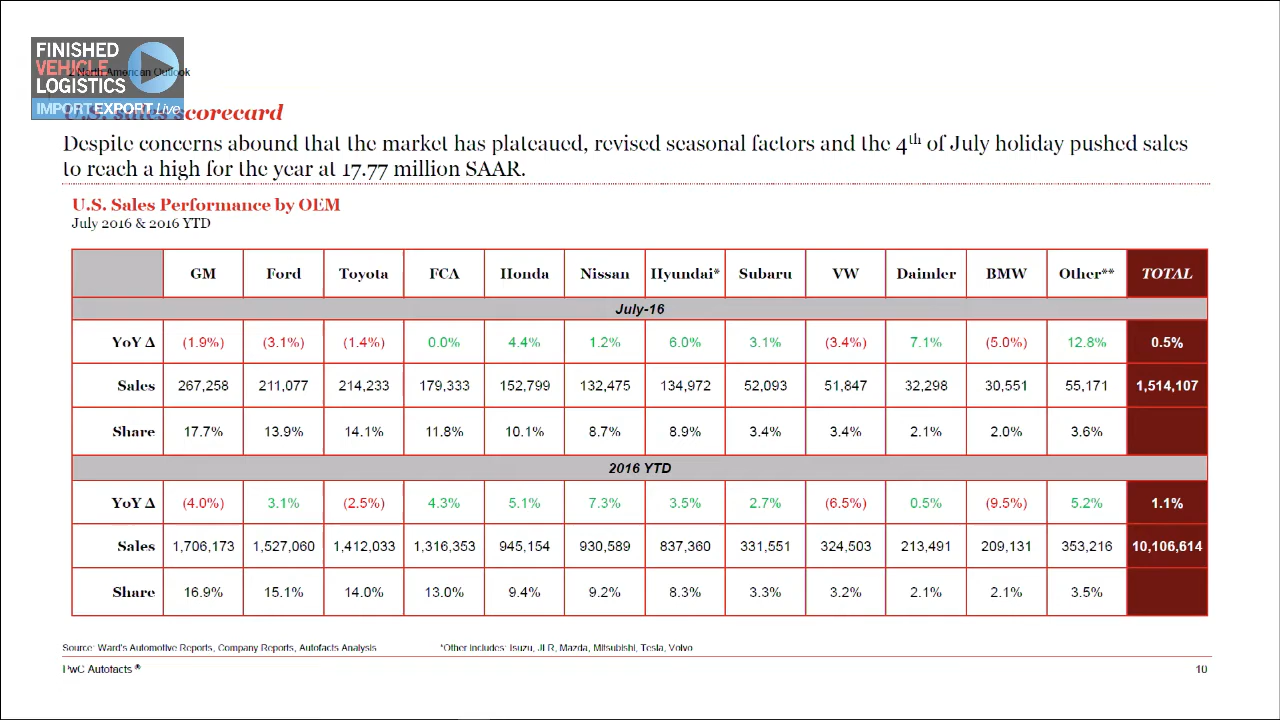 FINISHED
VEHICLE
LOGISTICS
IMPORT EXPORT Live
North American Outlook
U.S. sales scorecard
Despite concerns abound that the market has plateaued, revised seasonal factors and the 4th of July holiday pushed sales
to reach a high for the year at 17.77 million SAAR.
U.S. Sales Performance by OEM
July 2016 & 2016 YTD
GM Ford Toyota FCA Honda Nissan Hyundai* Subaru VW Daimler BMW Other** TOTAL
July-16
YoY Δ (1.9%) (3.1%) (1.4%) 0.0% 4.4% 1.2% 6.0% 3.1% (3.4%) 7.1% (5.0%) 12.8% 0.5%
Sales 267,258 211,077 214,233 179,333 152,799 132,475 134,972 52,093 51,847 32,298 30,551 55,171 1,514,107
Share 17.7% 13.9% 14.1% 11.8% 10.1% 8.7% 8.9% 3.4% 3.4% 2.1% 2.0% 3.6%
2016 YTD
YoY Δ (4.0%) 3.1% (2.5%) 4.3% 5.1% 7.3% 3.5% 2.7% (6.5%) 0.5% (9.5%) 5.2% 1.1%
Sales 1,706,173 1,527,060 1,412,033 1,316,353 945,154 930,589 837,360 331,551 324,503 213,491 209,131 353,216 10,106,614
Share 16.9% 15.1% 14.0% 13.0% 9.4% 9.2% 8.3% 3.3% 3.2% 2.1% 2.1% 3.5%
Source: Ward's Automotive Reports, Company Reports, Autofacts Analysis *Other includes: Isuzu, JLR, Mazda, Mitsubishi, Tesla, Volvo
PwC Autofacts ® 10